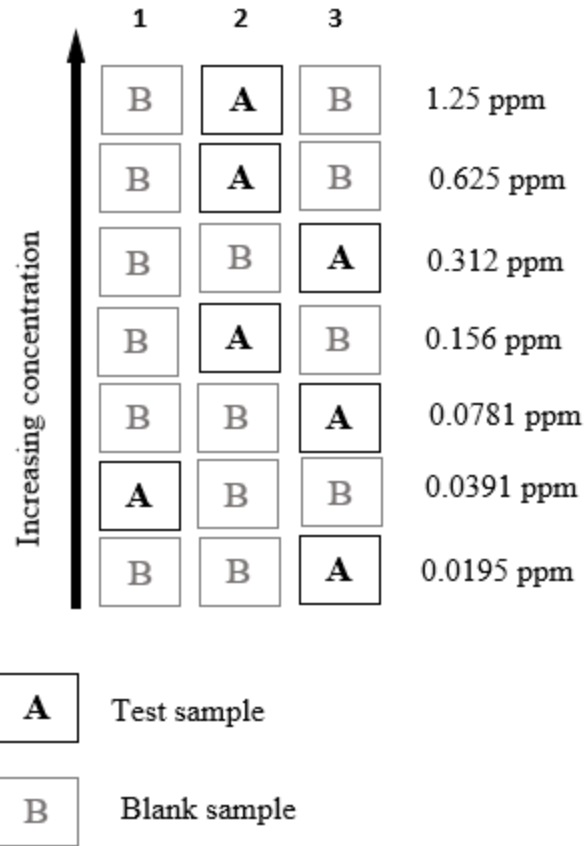 1 2 3
B A B 1.25 ppm
B A B 0.625 ppm
B B A 0.312 ppm
B A B 0.156 ppm
B B A 0.0781 ppm
A B B 0.0391 ppm
B B A 0.0195 ppm
Increasing concentration
A Test sample
B Blank sample